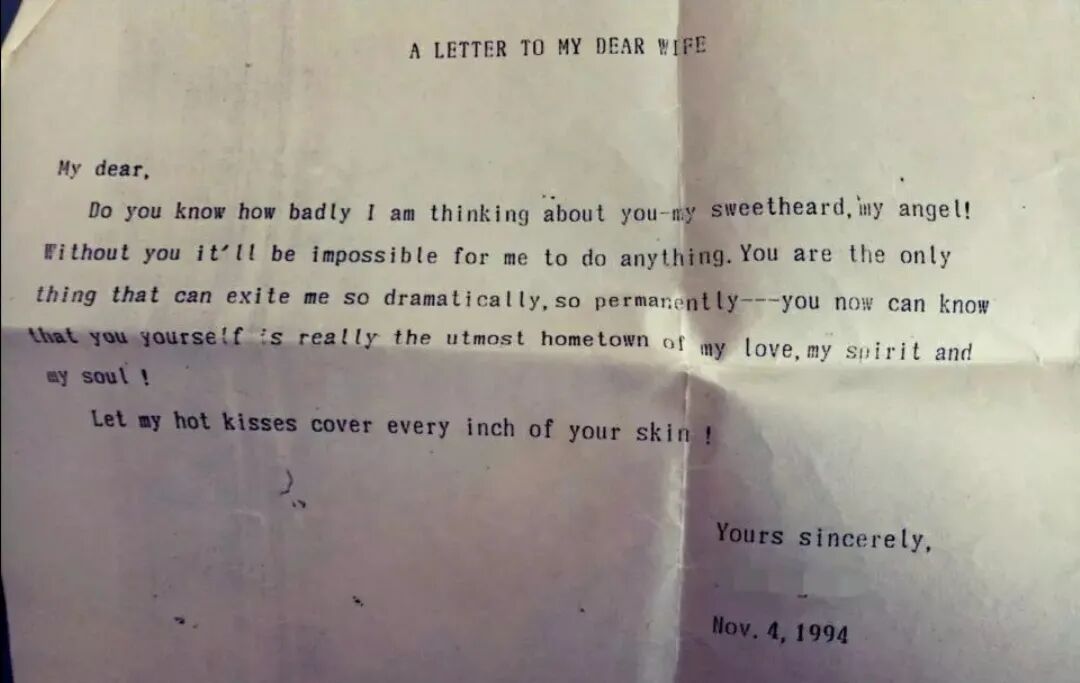 A LETTER TO MY DEAR WIFE
My dear,
Do you know how badly I am thinking about you-my sweetheard, my angel!
Without you it'll be impossible for me to do anything. You are the only
thing that can exite me so dramatically, so permanently---you now can know
that you yourself is really the utmost hometown of my love, my spirit and
my soul !
Let my hot kisses cover every inch of your skin !
Yours sincerely,
Nov. 4, 1994